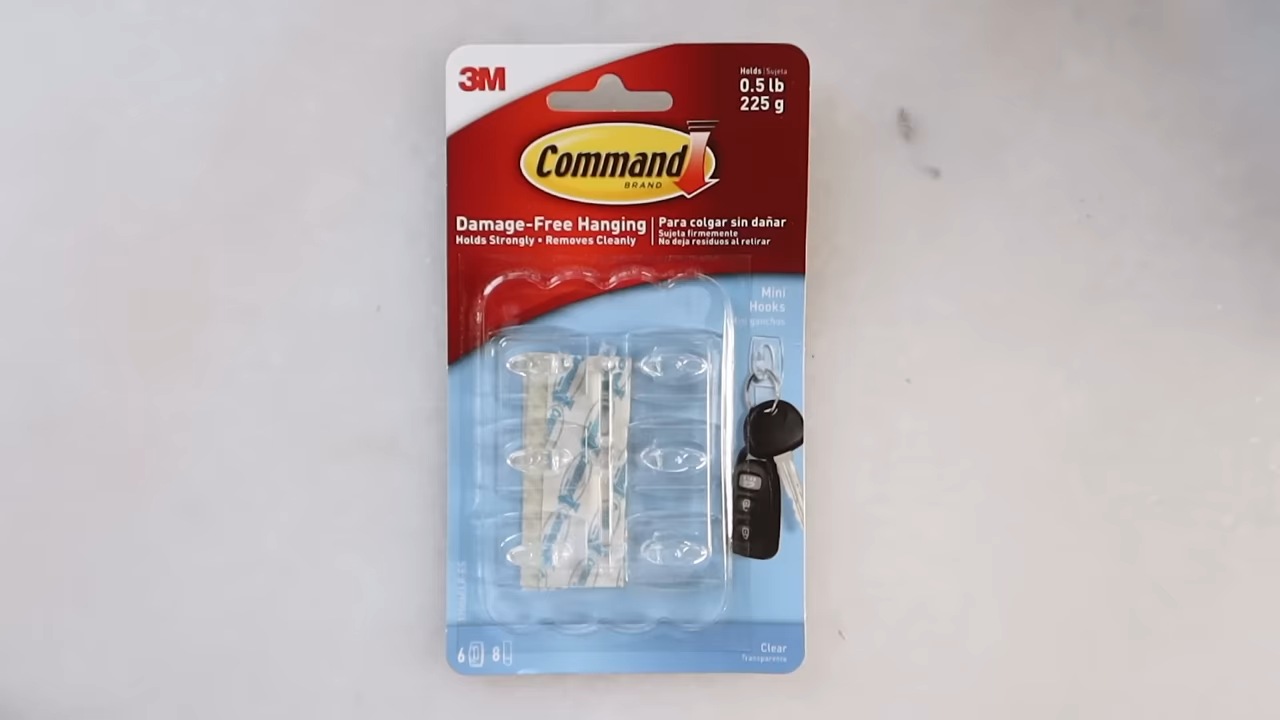 3M
Holds | Sujeta
0.5 lb
225 g
Command
BRAND
Damage-Free Hanging
Holds Strongly • Removes Cleanly
Para colgar sin dañar
Sujeta firmemente
No deja residuos al retirar
Mini
Hooks
ganchos
6 8
Clear
Transparente